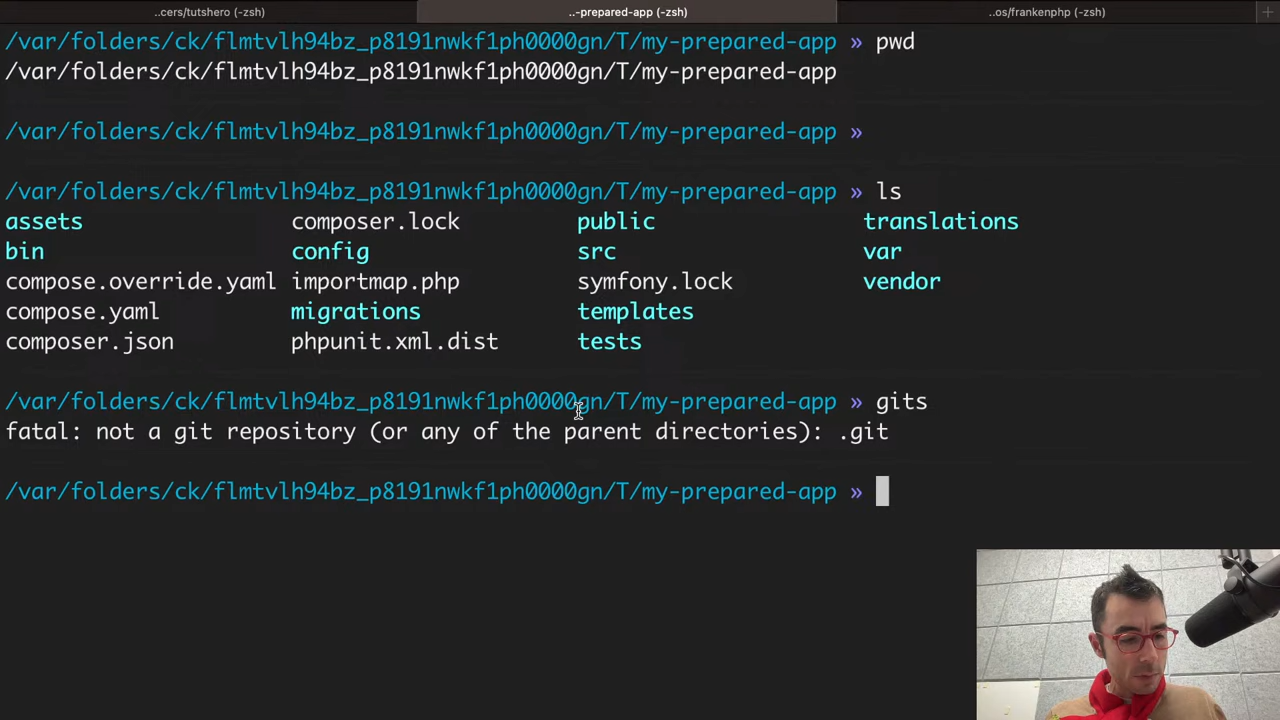 ..cers/tutshero (-zsh) ..-prepared-app (-zsh) ..os/frankenphp (-zsh)
/var/folders/ck/flmtvlh94bz_p8191nwkf1ph0000gn/T/my-prepared-app » pwd
/var/folders/ck/flmtvlh94bz_p8191nwkf1ph0000gn/T/my-prepared-app
/var/folders/ck/flmtvlh94bz_p8191nwkf1ph0000gn/T/my-prepared-app »
/var/folders/ck/flmtvlh94bz_p8191nwkf1ph0000gn/T/my-prepared-app » ls
assets composer.lock public translations
bin config src var
compose.override.yaml importmap.php symfony.lock vendor
compose.yaml migrations templates
composer.json phpunit.xml.dist tests
/var/folders/ck/flmtvlh94bz_p8191nwkf1ph0000gn/T/my-prepared-app » gits
fatal: not a git repository (or any of the parent directories): .git
/var/folders/ck/flmtvlh94bz_p8191nwkf1ph0000gn/T/my-prepared-app »